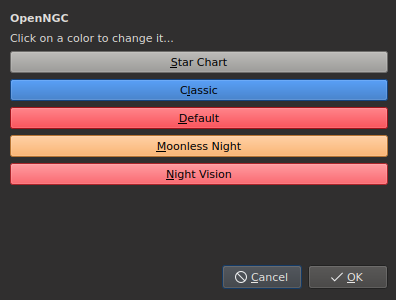 OpenNGC
Click on a color to change it...
Star Chart
Classic
Default
Moonless Night
Night Vision
Cancel
OK